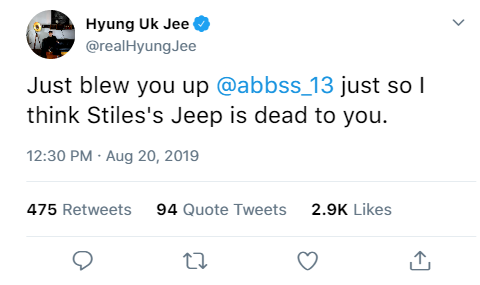 Hyung Uk Jee
@realHyungJee
Just blew you up @abbss_13 just so I
think Stiles's Jeep is dead to you.
12:30 PM · Aug 20, 2019
475 Retweets 94 Quote Tweets 2.9K Likes